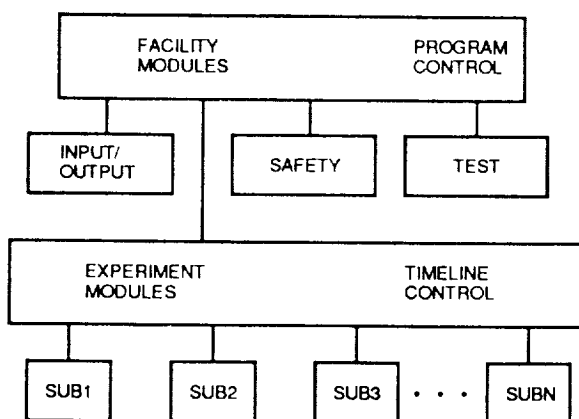 FACILITY MODULES
PROGRAM CONTROL
INPUT/
OUTPUT
SAFETY
TEST
EXPERIMENT MODULES
TIMELINE CONTROL
SUB1
SUB2
SUB3
. . .
SUBN